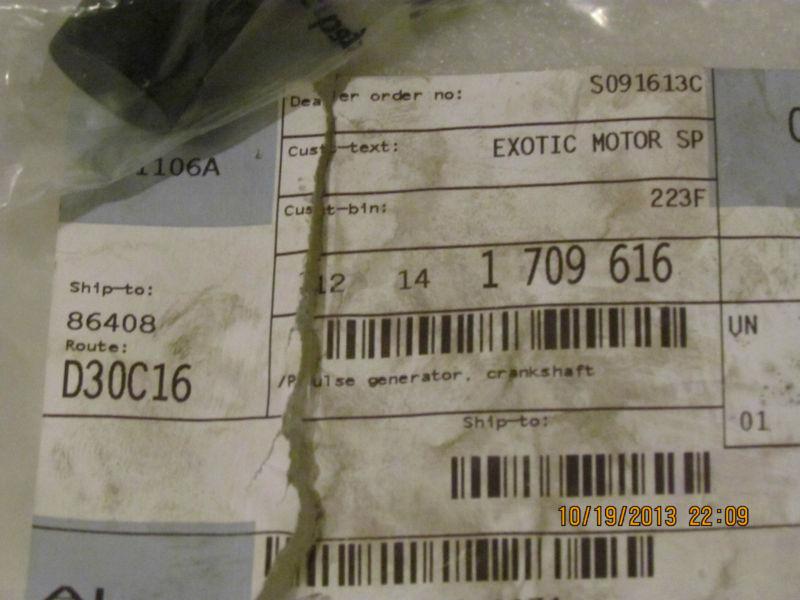 Dealer order no: S091613C
Cust-text: EXOTIC MOTOR SP
1106A
Cust-bin: 223F
12 14 1 709 616
Ship-to:
86408
UN
Route:
D30C16
/Pulse generator, crankshaft
Ship-to:
01
10/19/2013 22:09